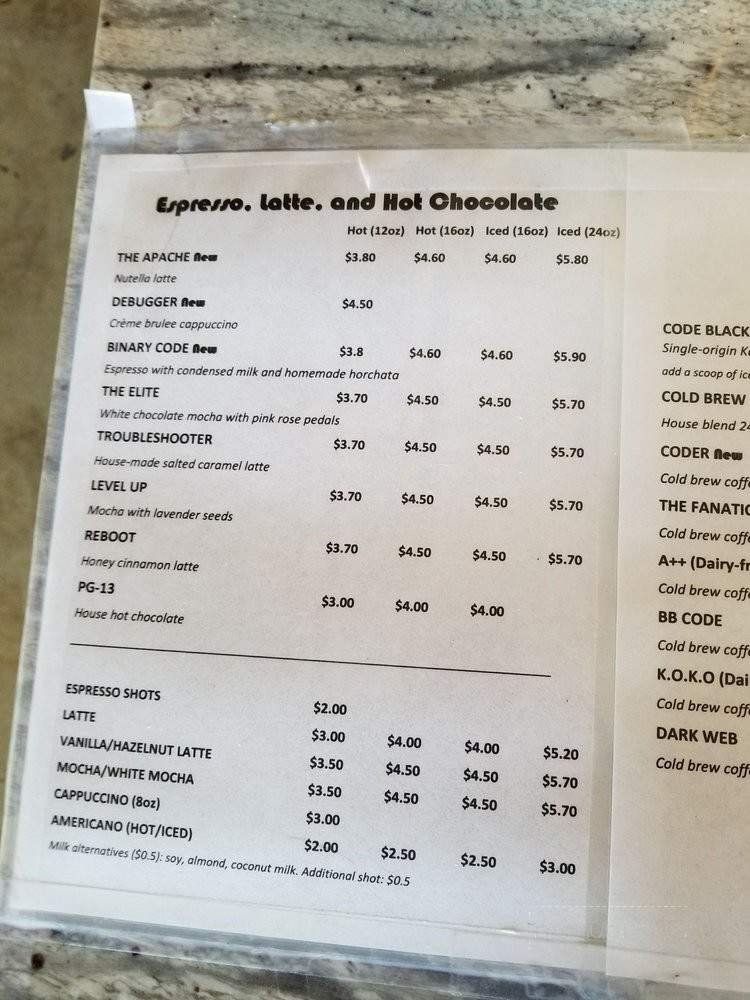 Espresso, Latte, and Hot Chocolate
Hot (12oz) Hot (16oz) Iced (16oz) Iced (24oz)
THE APACHE New $3.80 $4.60 $4.60 $5.80
Nutella latte
DEBUGGER New $4.50
Crème brulee cappuccino
BINARY CODE New $3.8 $4.60 $4.60 $5.90
Espresso with condensed milk and homemade horchata
THE ELITE $3.70 $4.50 $4.50 $5.70
White chocolate mocha with pink rose pedals
TROUBLESHOOTER $3.70 $4.50 $4.50 $5.70
House-made salted caramel latte
LEVEL UP $3.70 $4.50 $4.50 $5.70
Mocha with lavender seeds
REBOOT $3.70 $4.50 $4.50 $5.70
Honey cinnamon latte
PG-13 $3.00 $4.00 $4.00
House hot chocolate
ESPRESSO SHOTS $2.00
LATTE $3.00 $4.00 $4.00 $5.20
VANILLA/HAZELNUT LATTE $3.50 $4.50 $4.50 $5.70
MOCHA/WHITE MOCHA $3.50 $4.50 $4.50 $5.70
CAPPUCCINO (8oz) $3.00
AMERICANO (HOT/ICED) $2.00 $2.50 $2.50 $3.00
Milk alternatives ($0.5): soy, almond, coconut milk. Additional shot: $0.5
CODE BLACK
Single-origin
add a scoop of
COLD BREW
House blend
CODER New
Cold brew
THE
Cold brew
A++
Cold brew
BB CODE
Cold brew
K.O.K.O
Cold brew
DARK WEB
Cold brew